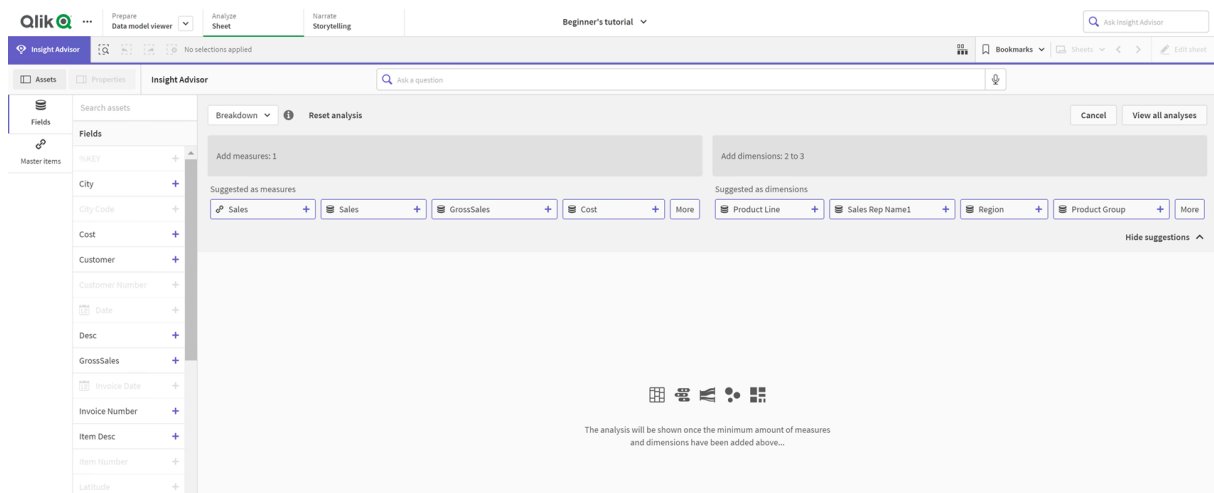 Qlik
Prepare
Data model viewer
Analyze
Sheet
Narrate
Storytelling
Beginner's tutorial
Ask Insight Advisor
Insight Advisor
No selections applied
Bookmarks
Sheets
Edit sheet
Assets
Properties
Insight Advisor
Ask a question
Fields
Master items
Search assets
Fields
%KEY
City
City Code
Cost
Customer
Customer Number
Date
Desc
GrossSales
Invoice Date
Invoice Number
Item Desc
Item Number
Latitude
Breakdown
Reset analysis
Cancel
View all analyses
Add measures: 1
Add dimensions: 2 to 3
Suggested as measures
Sales
Sales
GrossSales
Cost
More
Suggested as dimensions
Product Line
Sales Rep Name1
Region
Product Group
More
Hide suggestions
The analysis will be shown once the minimum amount of measures
and dimensions have been added above...